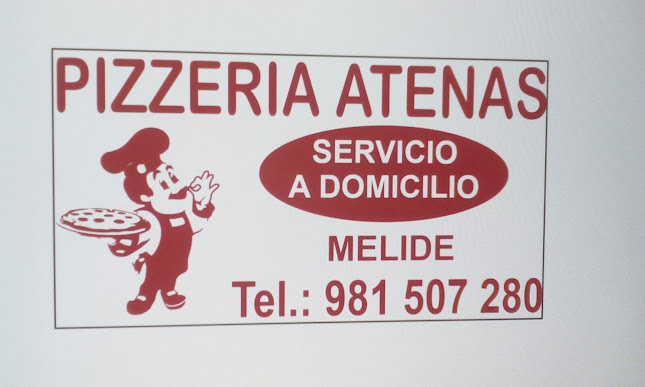 PIZZERIA ATENAS
SERVICIO
A DOMICILIO
MELIDE
Tel.: 981 507 280